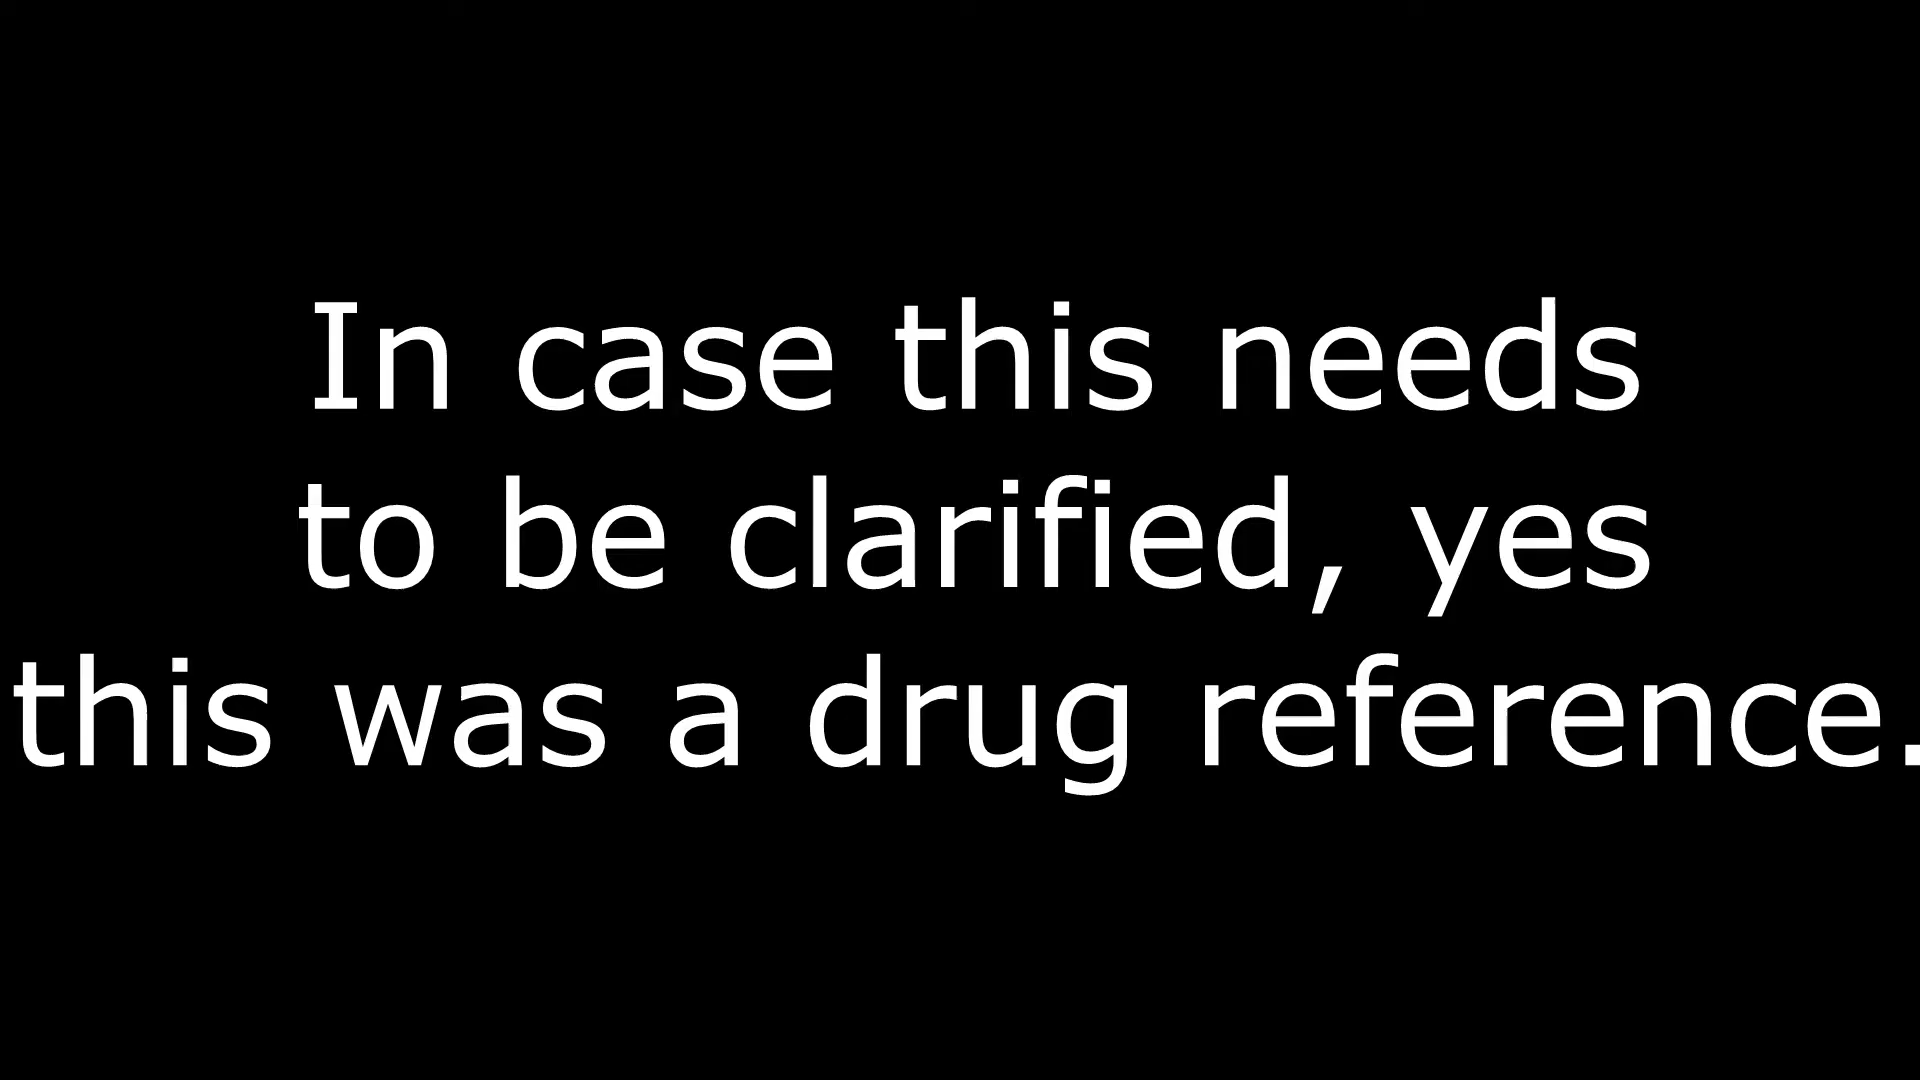 In case this needs
to be clarified, yes
this was a drug reference.